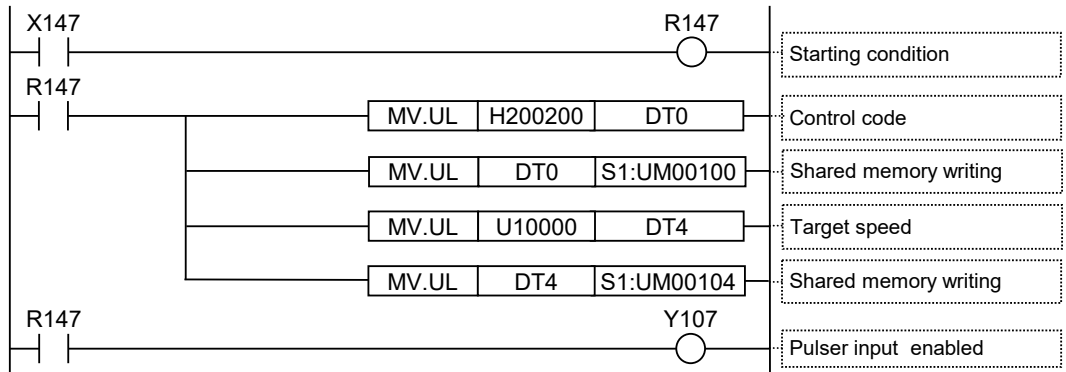 X147 R147
Starting condition
R147
MV.UL H200200 DT0 Control code
MV.UL DT0 S1:UM00100 Shared memory writing
MV.UL U10000 DT4 Target speed
MV.UL DT4 S1:UM00104 Shared memory writing
R147 Y107
Pulser input enabled